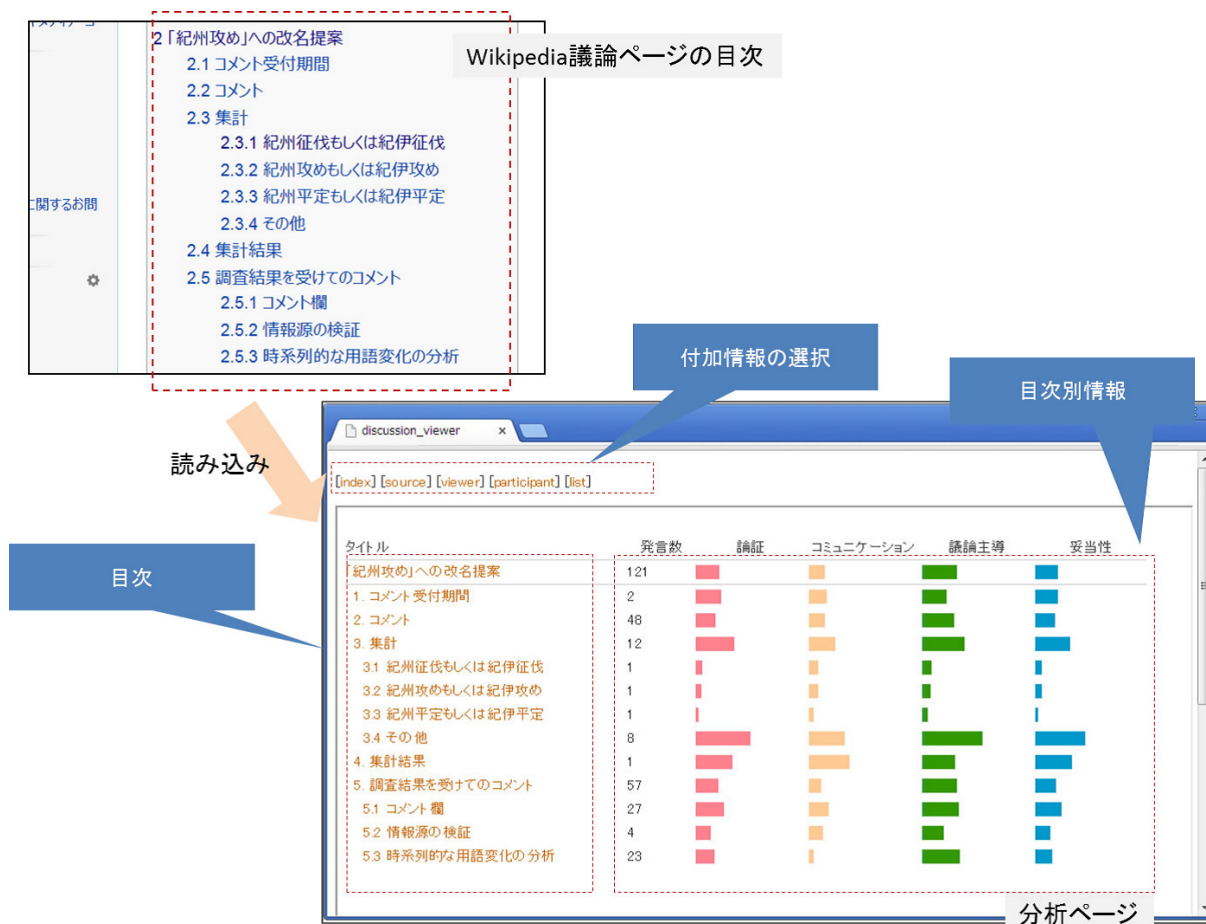 2 「紀州攻め」への改名提案
Wikipedia議論ページの目次
2.1 コメント受付期間
2.2 コメント
2.3 集計
2.3.1 紀州征伐もしくは紀伊征伐
2.3.2 紀州攻めもしくは紀伊攻め
2.3.3 紀州平定もしくは紀伊平定
に関するお問
2.3.4 その他
2.4 集計結果
2.5 調査結果を受けてのコメント
2.5.1 コメント欄
2.5.2 情報源の検証
2.5.3 時系列的な用語変化の分析
付加情報の選択
目次別情報
読み込み
discussion_viewer ×
[index] [source] [viewer] [participant] [list]
目次
タイトル 発言数 論証 コミュニケーション 議論主導 妥当性
「紀州攻め」への改名提案 121
1. コメント受付期間 2
2. コメント 48
3. 集計 12
3.1 紀州征伐もしくは紀伊征伐 1
3.2 紀州攻めもしくは紀伊攻め 1
3.3 紀州平定もしくは紀伊平定 1
3.4 その他 8
4. 集計結果 1
5. 調査結果を受けてのコメント 57
5.1 コメント欄 27
5.2 情報源の検証 4
5.3 時系列的な用語変化の分析 23
分析ページ